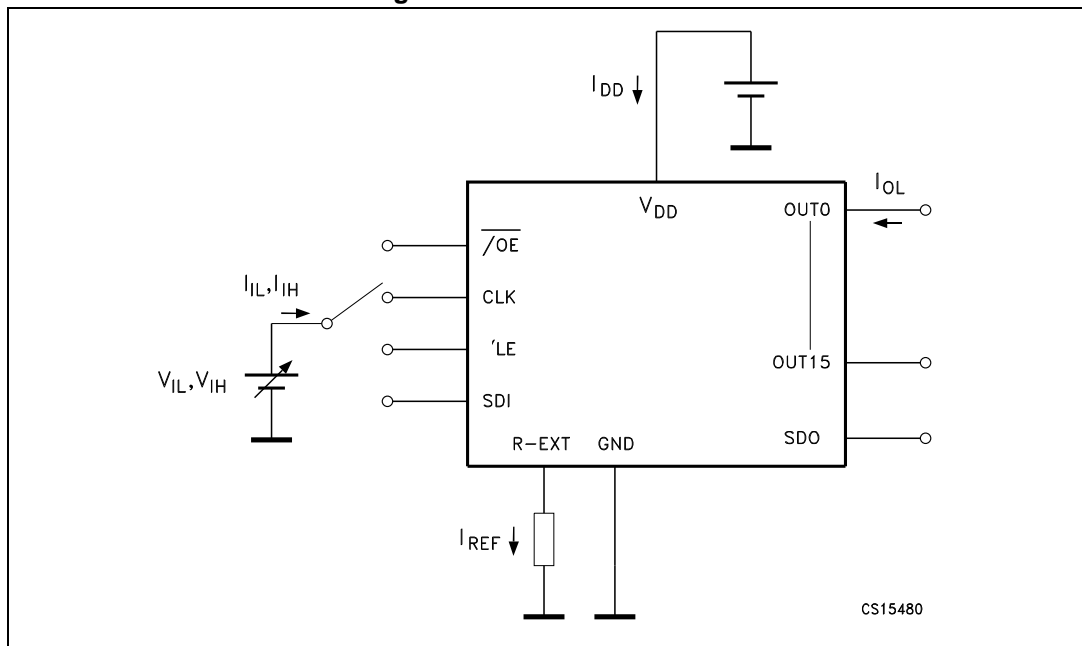 I_DD
V_DD
OUT0
I_OL
/OE
I_IL,I_IH
CLK
'LE
OUT15
V_IL,V_IH
SDI
SDO
R-EXT
GND
I_REF
CS15480